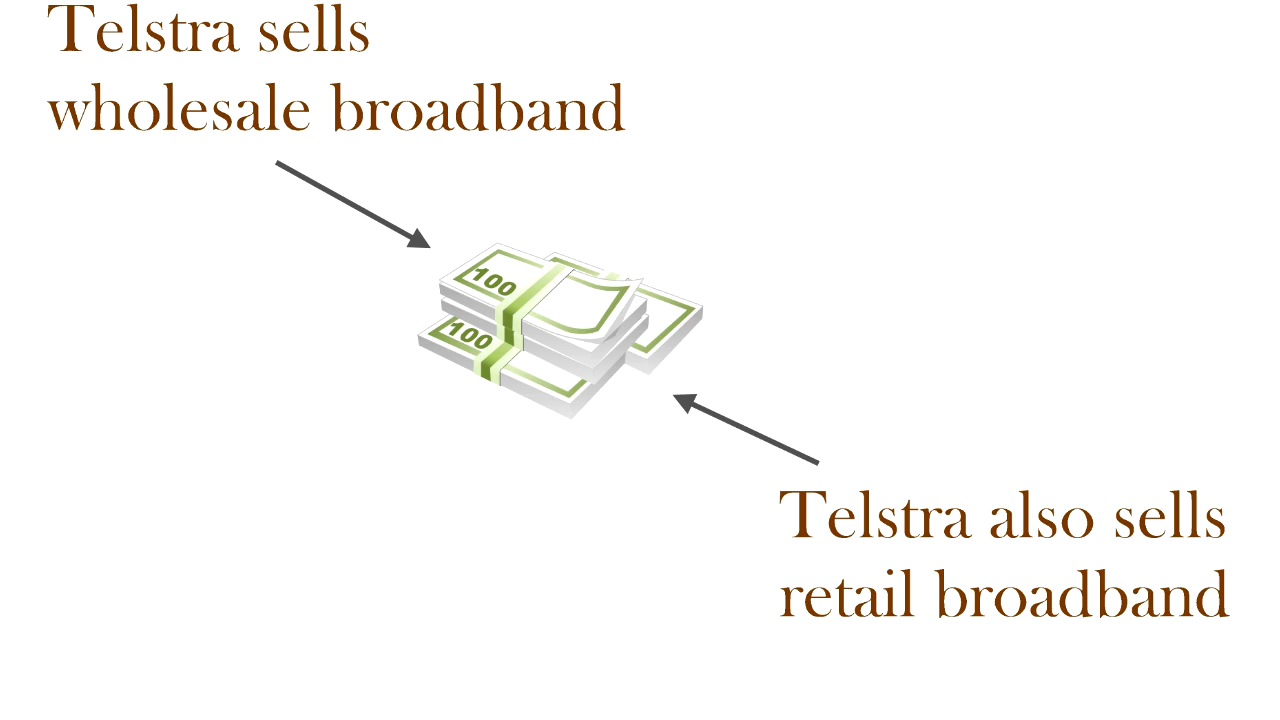 Telstra sells
wholesale broadband
100
100
Telstra also sells
retail broadband